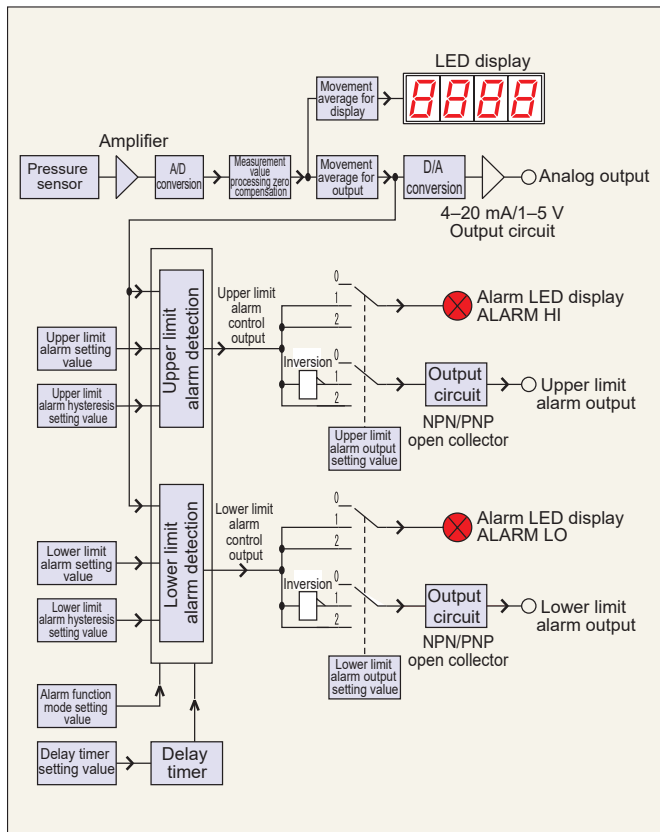 LED display
8888
Movement
average for
display
Amplifier
Pressure
sensor
A/D
conversion
Measurement
value
processing zero
compensation
Movement
average for
output
D/A
conversion
Analog output
4–20 mA/1–5 V
Output circuit
Upper limit
alarm detection
Upper limit
alarm
control
output
0
1
2
Alarm LED display
ALARM HI
Upper limit
alarm setting
value
Upper limit
alarm hysteresis
setting value
Inversion
0
1
2
Output
circuit
NPN/PNP
open collector
Upper limit
alarm output
Upper limit
alarm output
setting value
Lower limit
alarm detection
Lower limit
alarm
control
output
0
1
2
Alarm LED display
ALARM LO
Lower limit
alarm setting
value
Lower limit
alarm hysteresis
setting value
Inversion
0
1
2
Output
circuit
NPN/PNP
open collector
Lower limit
alarm output
Lower limit
alarm output
setting value
Alarm function
mode setting
value
Delay timer
setting value
Delay
timer